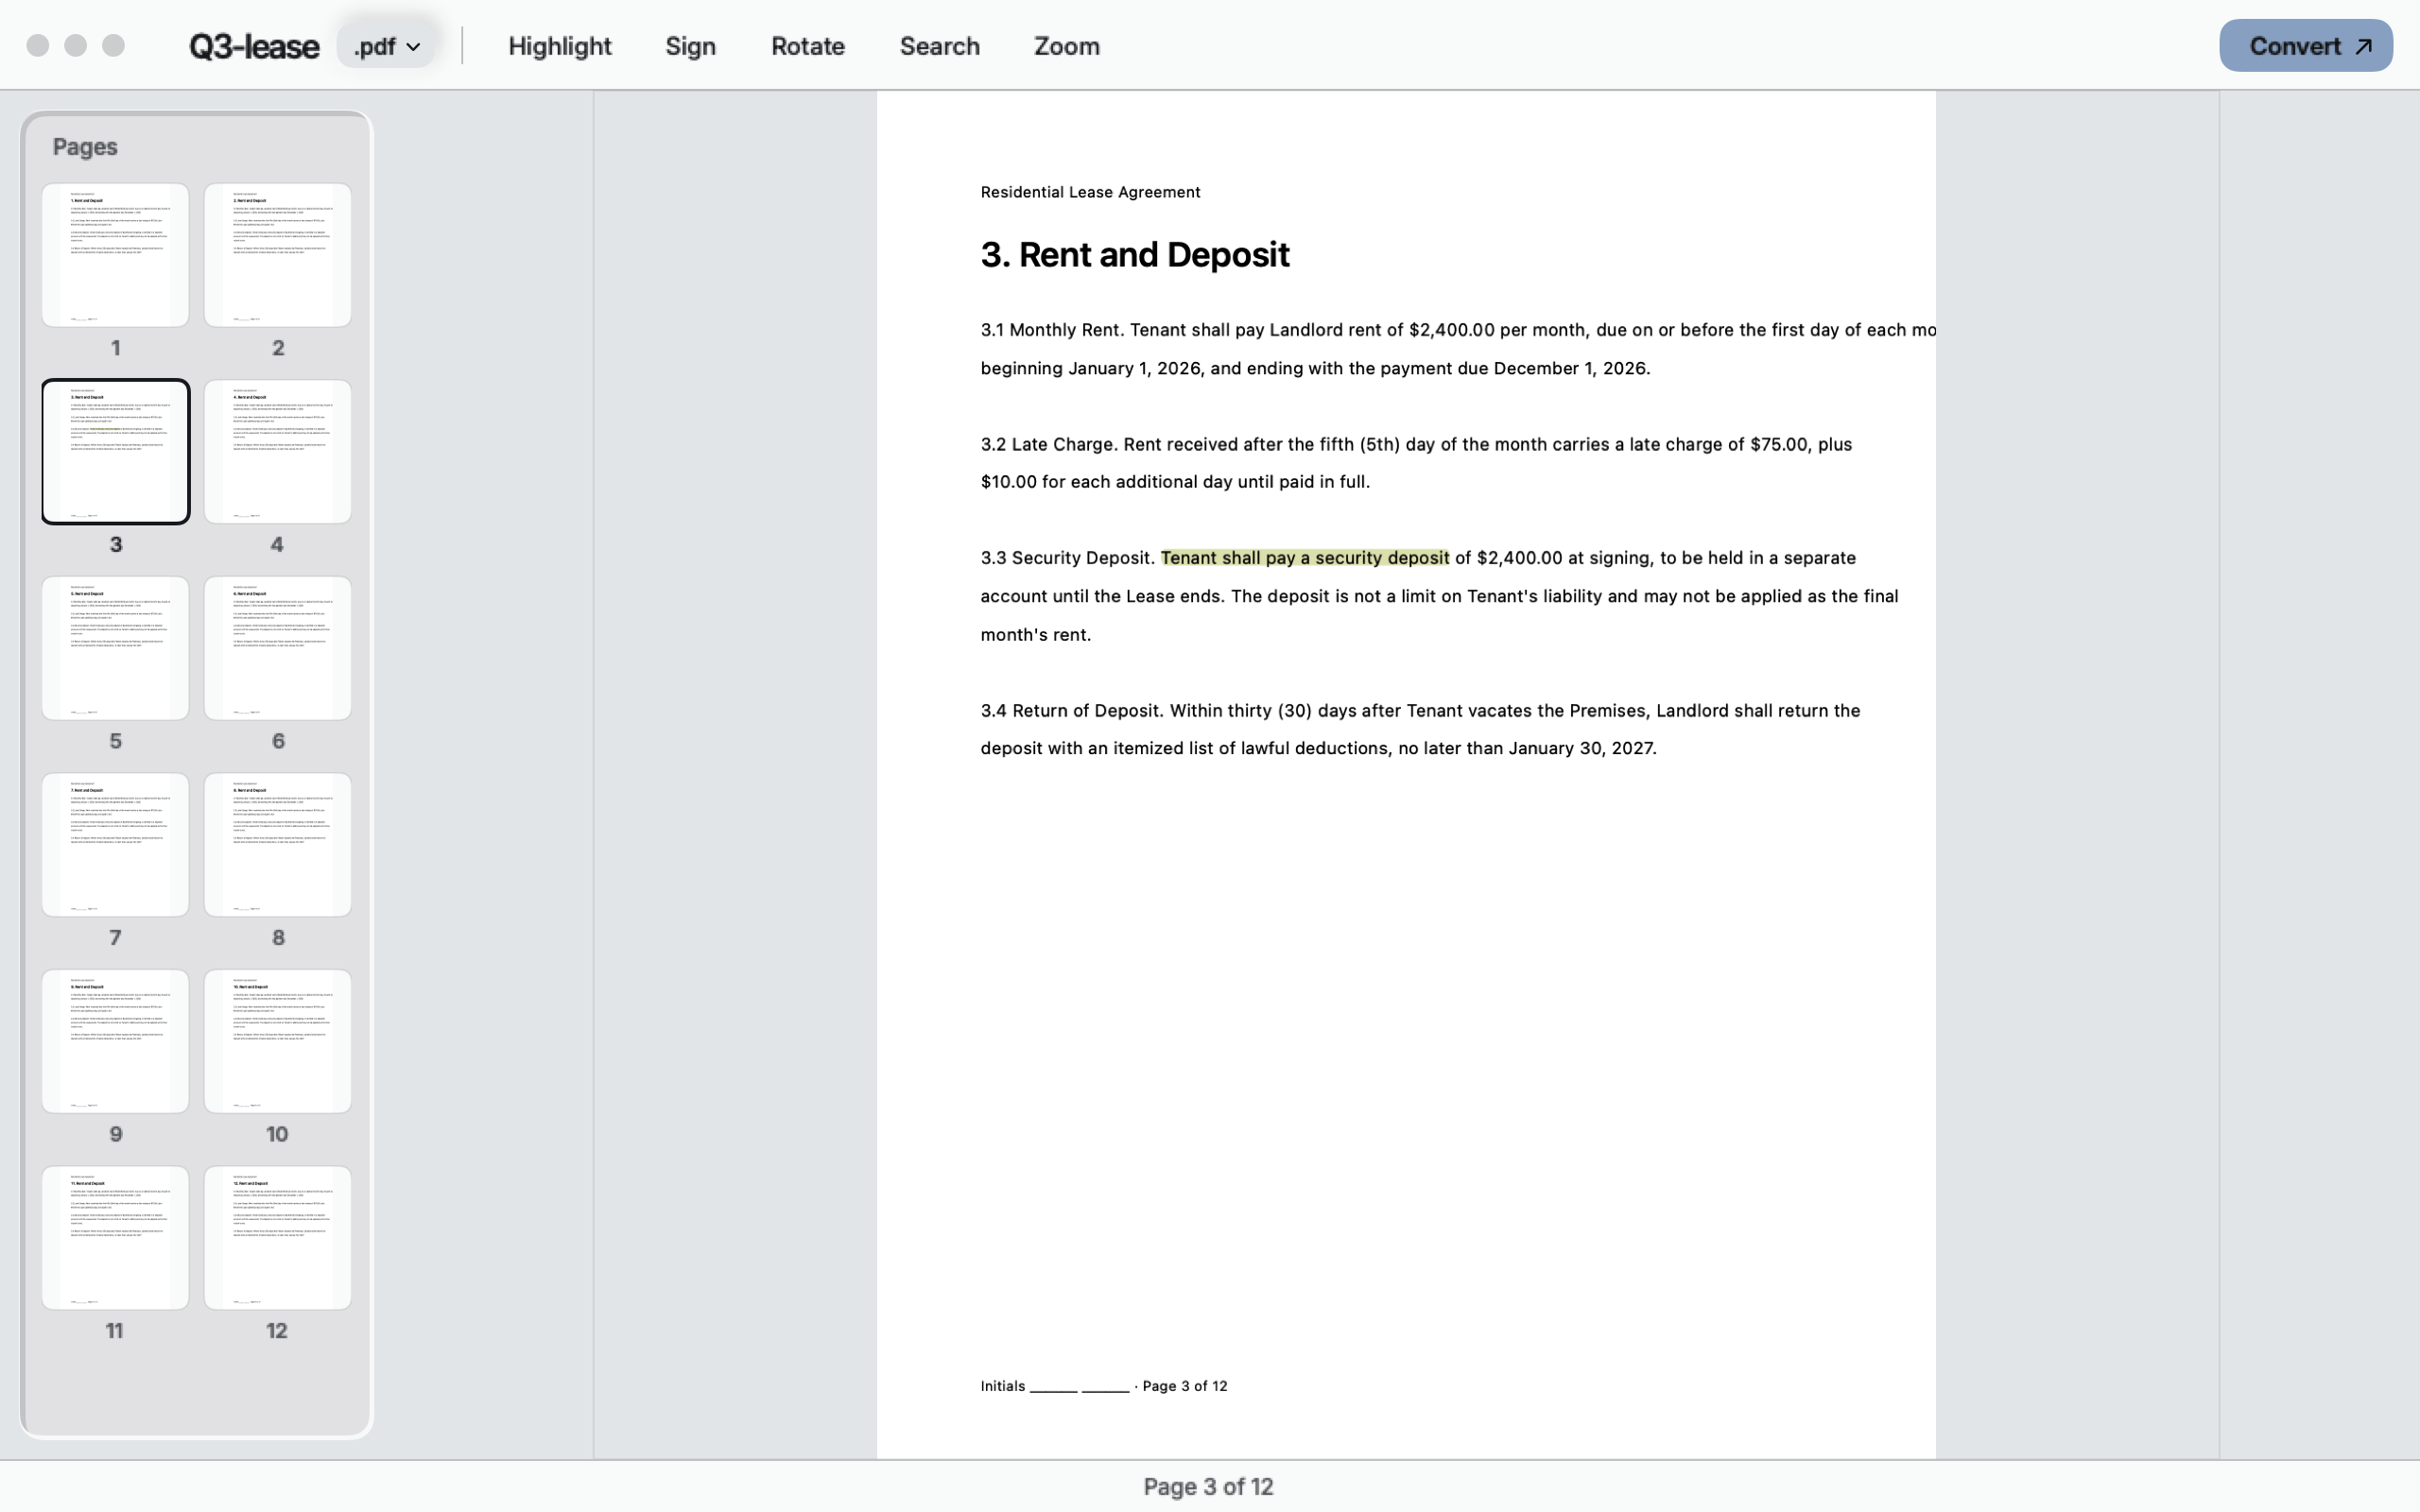 Q3-lease .pdf Highlight Sign Rotate Search Zoom Convert
Pages
1 2
3 4
5 6
7 8
9 10
11 12
Residential Lease Agreement
3. Rent and Deposit
3.1 Monthly Rent. Tenant shall pay Landlord rent of $2,400.00 per month, due on or before the first day of each mo
beginning January 1, 2026, and ending with the payment due December 1, 2026.
3.2 Late Charge. Rent received after the fifth (5th) day of the month carries a late charge of $75.00, plus
$10.00 for each additional day until paid in full.
3.3 Security Deposit. Tenant shall pay a security deposit of $2,400.00 at signing, to be held in a separate
account until the Lease ends. The deposit is not a limit on Tenant's liability and may not be applied as the final
month's rent.
3.4 Return of Deposit. Within thirty (30) days after Tenant vacates the Premises, Landlord shall return the
deposit with an itemized list of lawful deductions, no later than January 30, 2027.
Initials ______ ______ · Page 3 of 12
Page 3 of 12